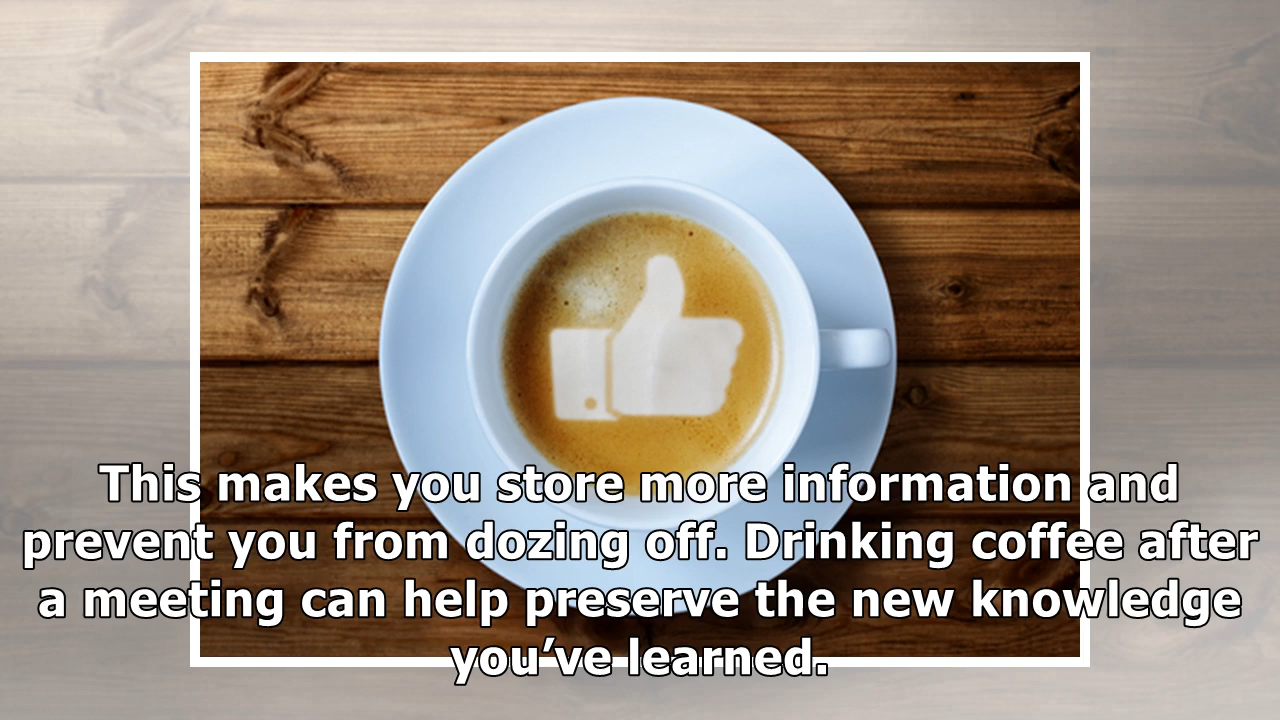 This makes you store more information and
prevent you from dozing off. Drinking coffee after
a meeting can help preserve the new knowledge
you’ve learned.